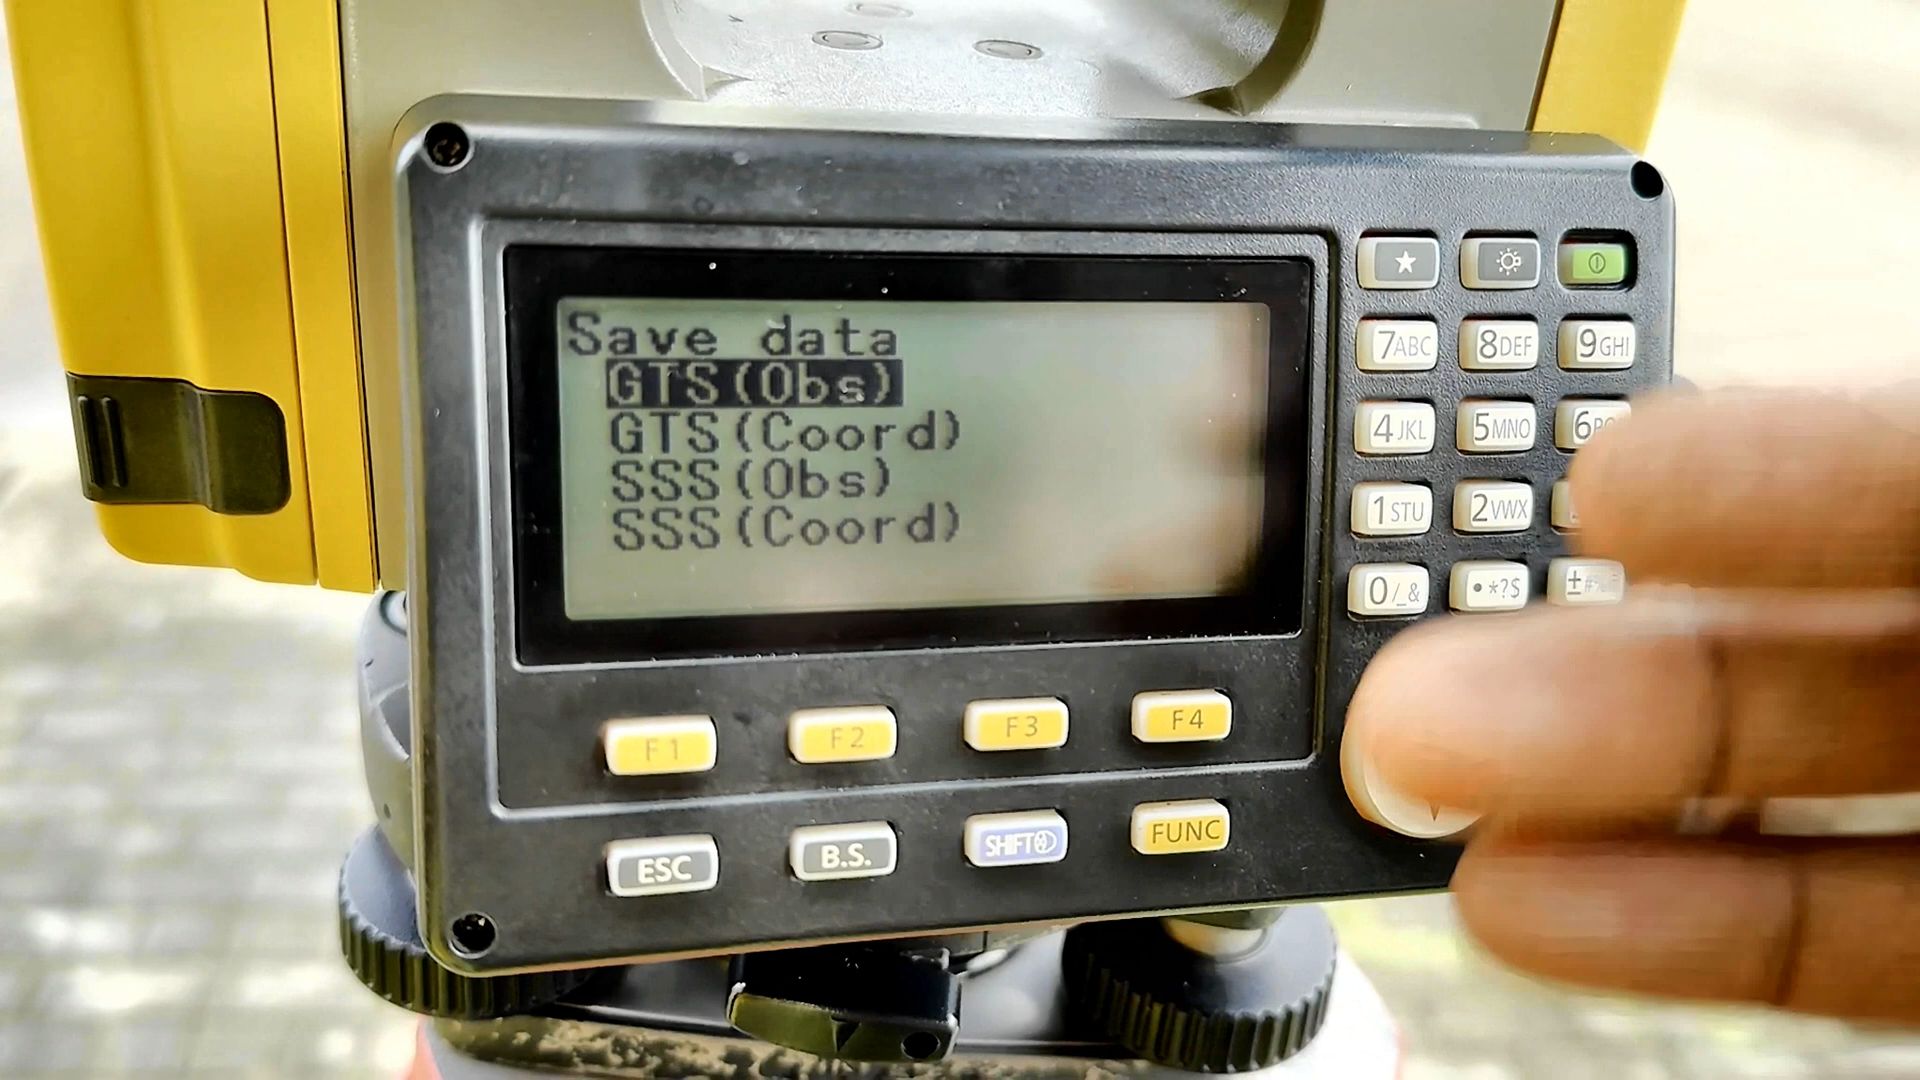 Save data
GTS(Obs)
GTS(Coord)
SSS(Obs)
SSS(Coord)
7ABC 8DEF 9GHI
4JKL 5MNO
1STU 2VWX
0/_& •*?$
F1 F2 F3 F4
ESC B.S. SHIFT FUNC